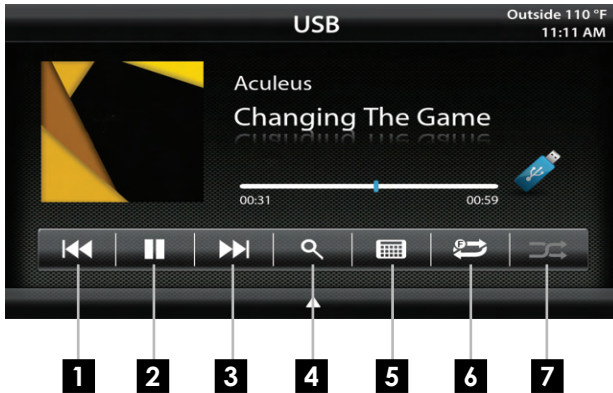 USB
Outside 110 °F
11:11 AM
Aculeus
Changing The Game
00:31
00:59
F
1
2
3
4
5
6
7